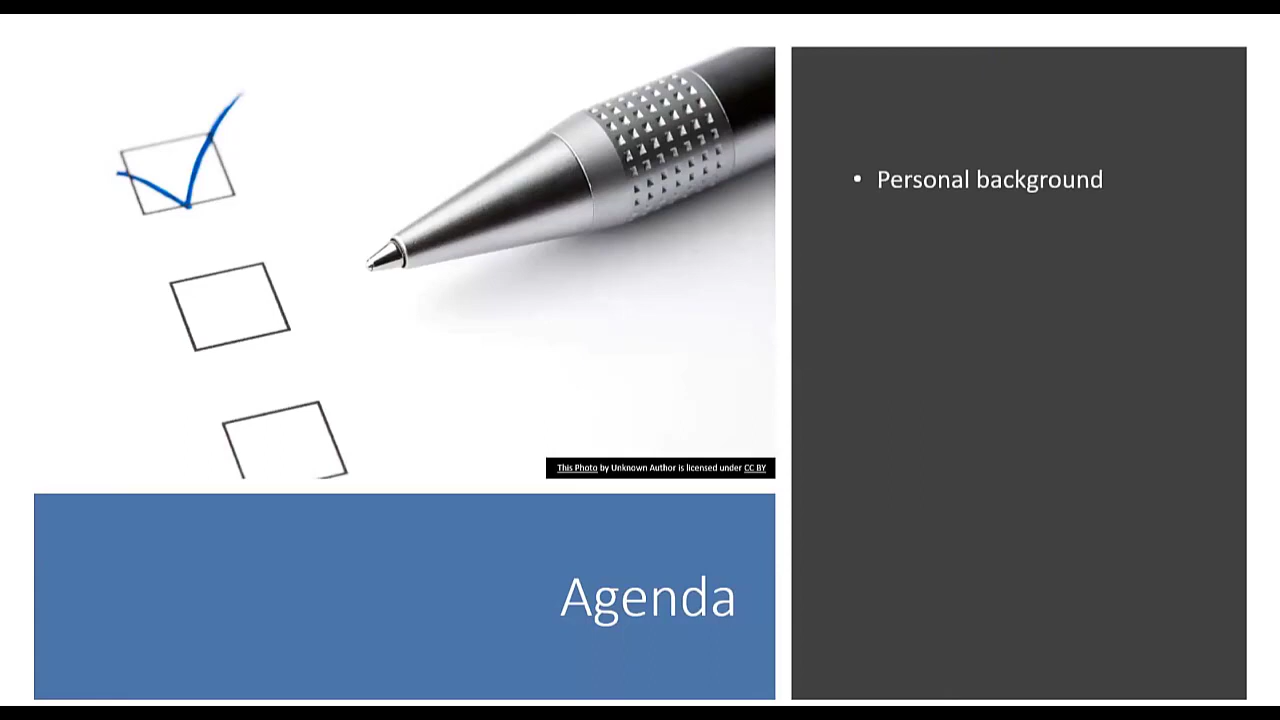 • Personal background
This Photo by Unknown Author is licensed under CC BY
Agenda